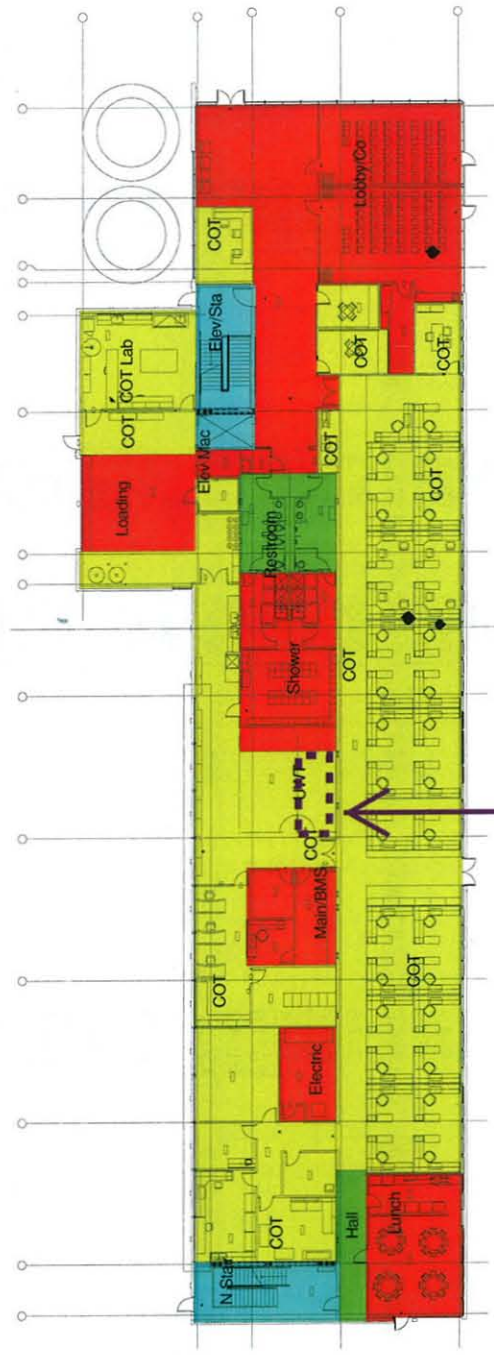 Lobby/Co
COT
Elev/Sta
COT
COT
COT Lab
COT
Elev Mac
COT
COT
Loading
Restroom
Shower
COT
UWT
COT
Main/BMS
COT
COT
Electric
COT
N Stair
Hall
Lunch